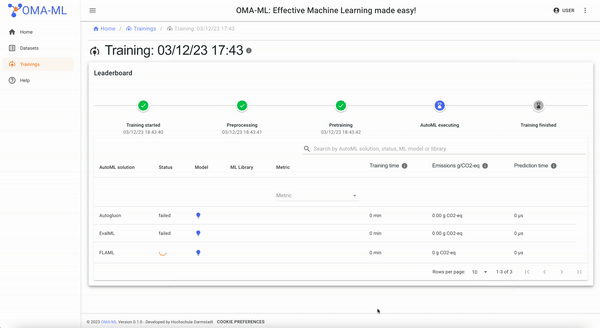 OMA-ML
OMA-ML: Effective Machine Learning made easy!
USER
Home
Datasets
Trainings
Help
Home / Trainings / Training: 03/12/23 17:43
Training: 03/12/23 17:43
Leaderboard
Training started Preprocessing Pretraining AutoML executing Training finished
03/12/23 18:43:40 03/12/23 18:43:41 03/12/23 18:43:42
Search by AutoML solution, status, ML model or library
AutoML solution Status Model ML Library Metric Training time Emissions g/CO2-eq Prediction time
Metric
Autogluon failed 0 min 0.00 g CO2-eq 0 µs
EvalML failed 0 min 0.00 g CO2-eq 0 µs
FLAML 0 min 0 g CO2-eq 0 µs
Rows per page: 10 1-3 of 3
© 2023 OMA-ML Version 0.1.0 - Developed by Hochschule Darmstadt. COOKIE PREFERENCES